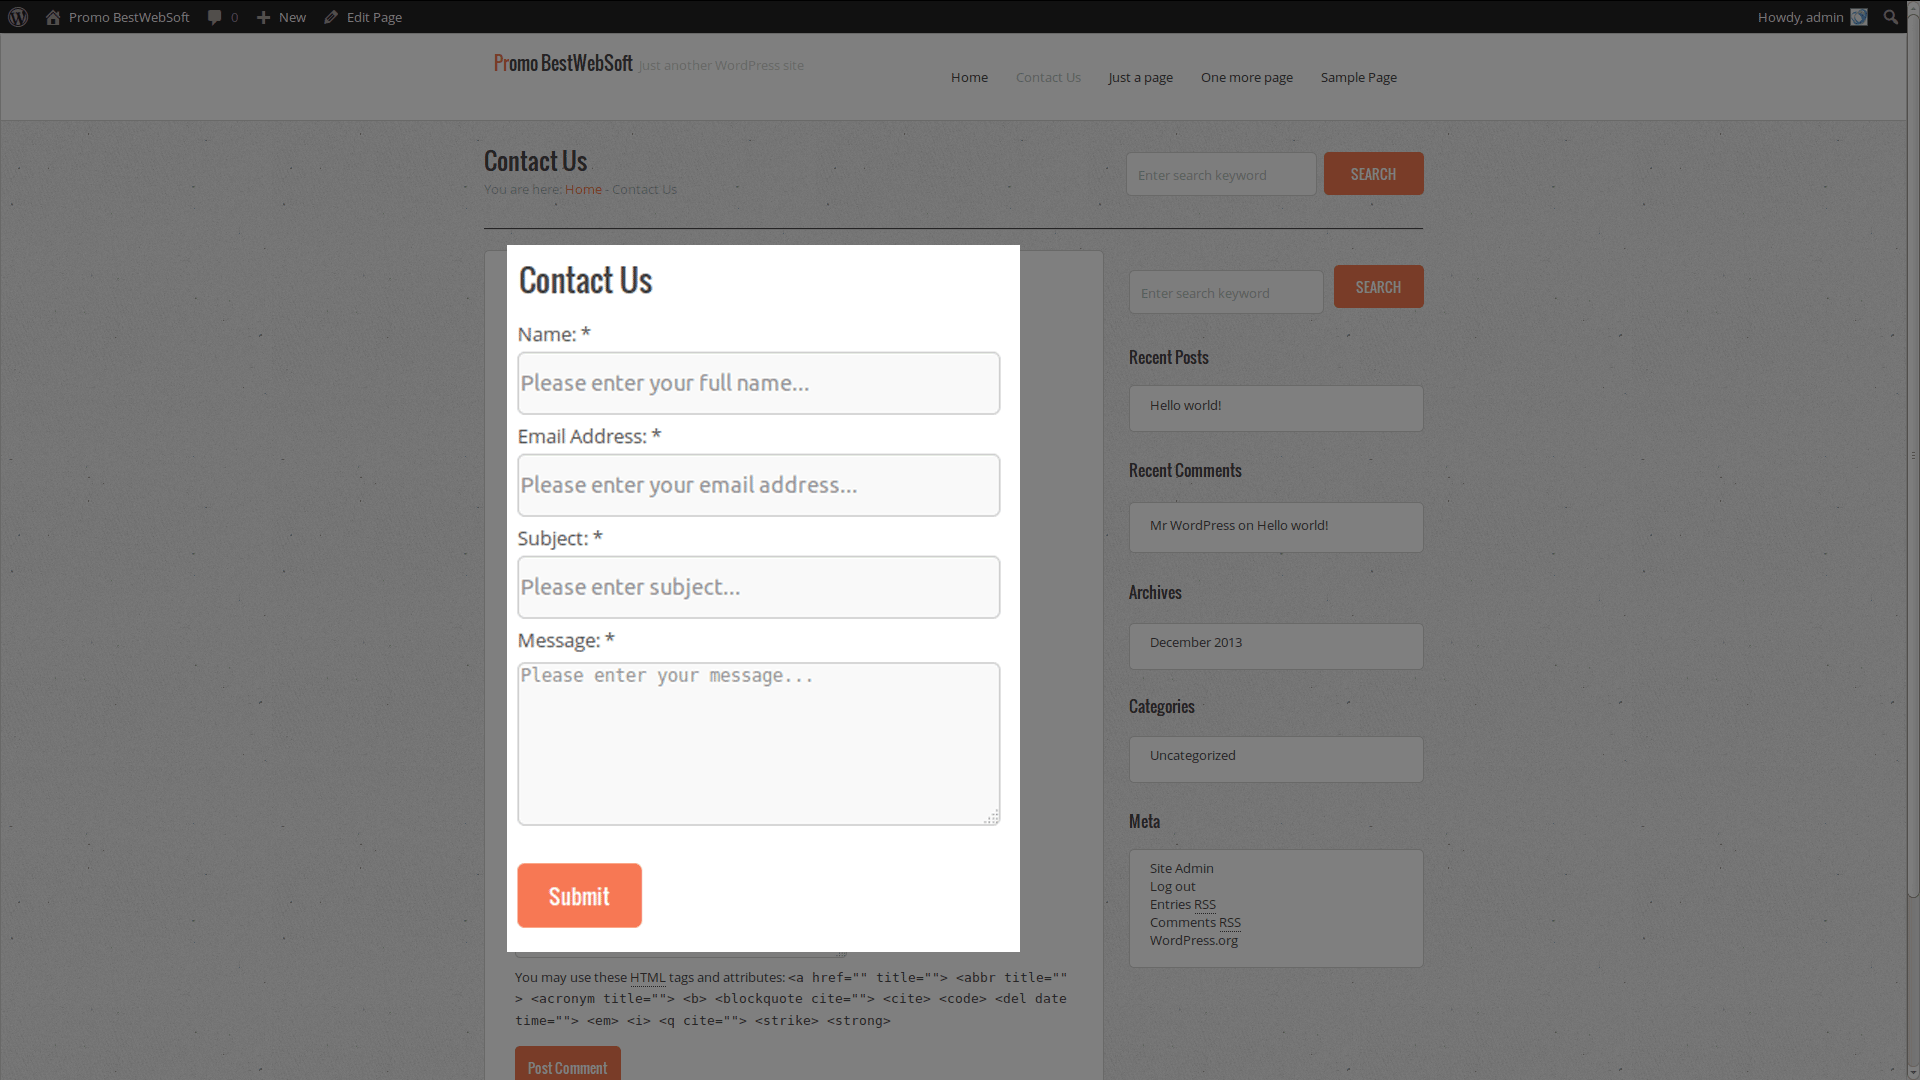 Promo BestWebSoft 0 New Edit Page Howdy, admin
Promo BestWebSoft Just another WordPress site
Home Contact Us Just a page One more page Sample Page
Contact Us
You are here: Home - Contact Us
Enter search keyword SEARCH
Contact Us
Name: *
Please enter your full name...
Email Address: *
Please enter your email address...
Subject: *
Please enter subject...
Message: *
Please enter your message...
Submit
You may use these HTML tags and attributes: <a href="" title=""> <abbr title=""
> <acronym title=""> <b> <blockquote cite=""> <cite> <code> <del date
time=""> <em> <i> <q cite=""> <strike> <strong>
Post Comment
Enter search keyword SEARCH
Recent Posts
Hello world!
Recent Comments
Mr WordPress on Hello world!
Archives
December 2013
Categories
Uncategorized
Meta
Site Admin
Log out
Entries RSS
Comments RSS
WordPress.org